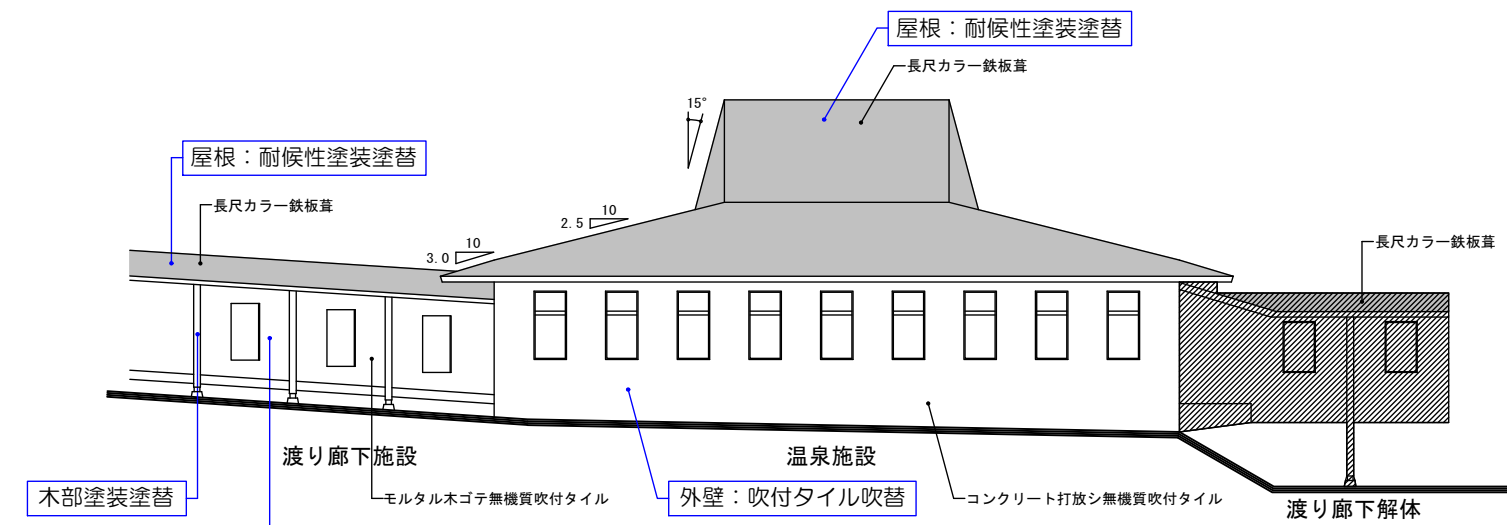 屋根：耐候性塗装塗替
長尺カラー鉄板葺
15°
屋根：耐候性塗装塗替
長尺カラー鉄板葺
10
2.5
10
3.0
長尺カラー鉄板葺
渡り廊下施設
温泉施設
木部塗装塗替
モルタル木ゴテ無機質吹付タイル
外壁：吹付タイル吹替
コンクリート打放シ無機質吹付タイル
渡り廊下解体